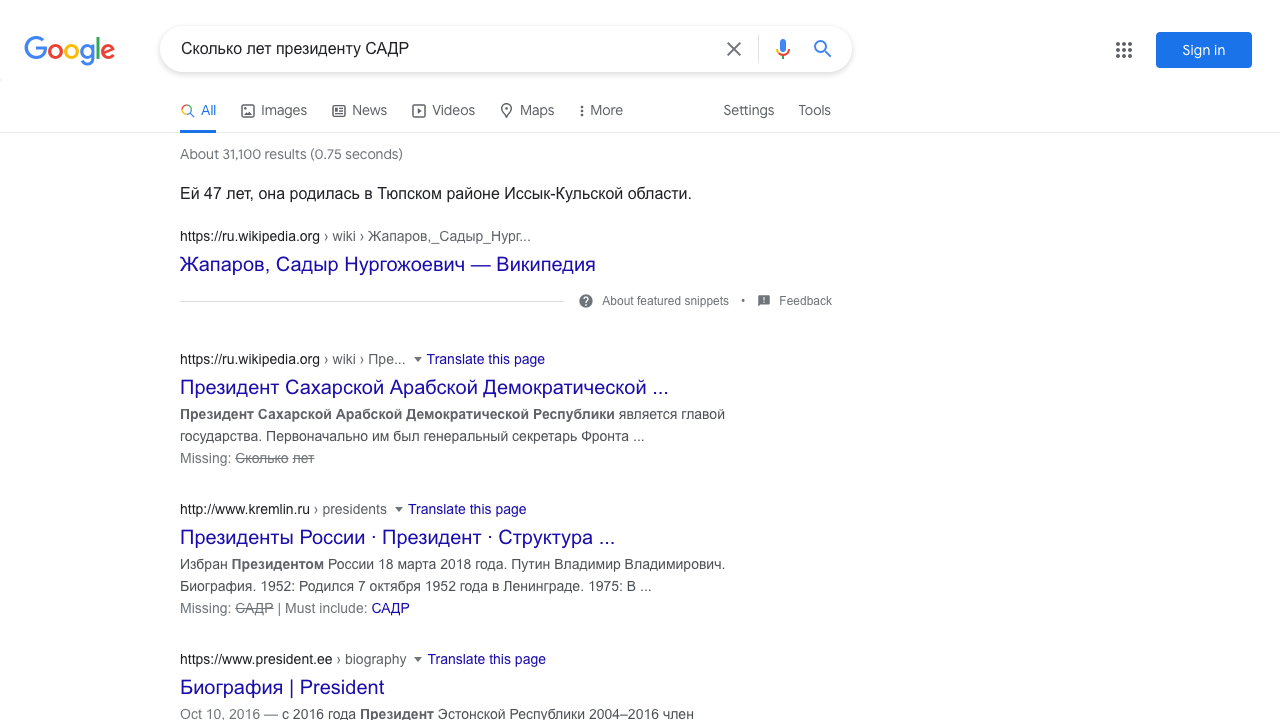 Google
Сколько лет президенту САДР
Sign in
All Images News Videos Maps More Settings Tools
About 31,100 results (0.75 seconds)
Ей 47 лет, она родилась в Тюпском районе Иссык-Кульской области.
https://ru.wikipedia.org › wiki › Жапаров,_Садыр_Нург...
Жапаров, Садыр Нургожоевич — Википедия
About featured snippets • Feedback
https://ru.wikipedia.org › wiki › Пре... Translate this page
Президент Сахарской Арабской Демократической ...
Президент Сахарской Арабской Демократической Республики является главой
государства. Первоначально им был генеральный секретарь Фронта ...
Missing: Сколько лет
http://www.kremlin.ru › presidents Translate this page
Президенты России · Президент · Структура ...
Избран Президентом России 18 марта 2018 года. Путин Владимир Владимирович.
Биография. 1952: Родился 7 октября 1952 года в Ленинграде. 1975: В ...
Missing: САДР | Must include: САДР
https://www.president.ee › biography Translate this page
Биография | President
Oct 10, 2016 — с 2016 года Президент Эстонской Республики 2004–2016 член